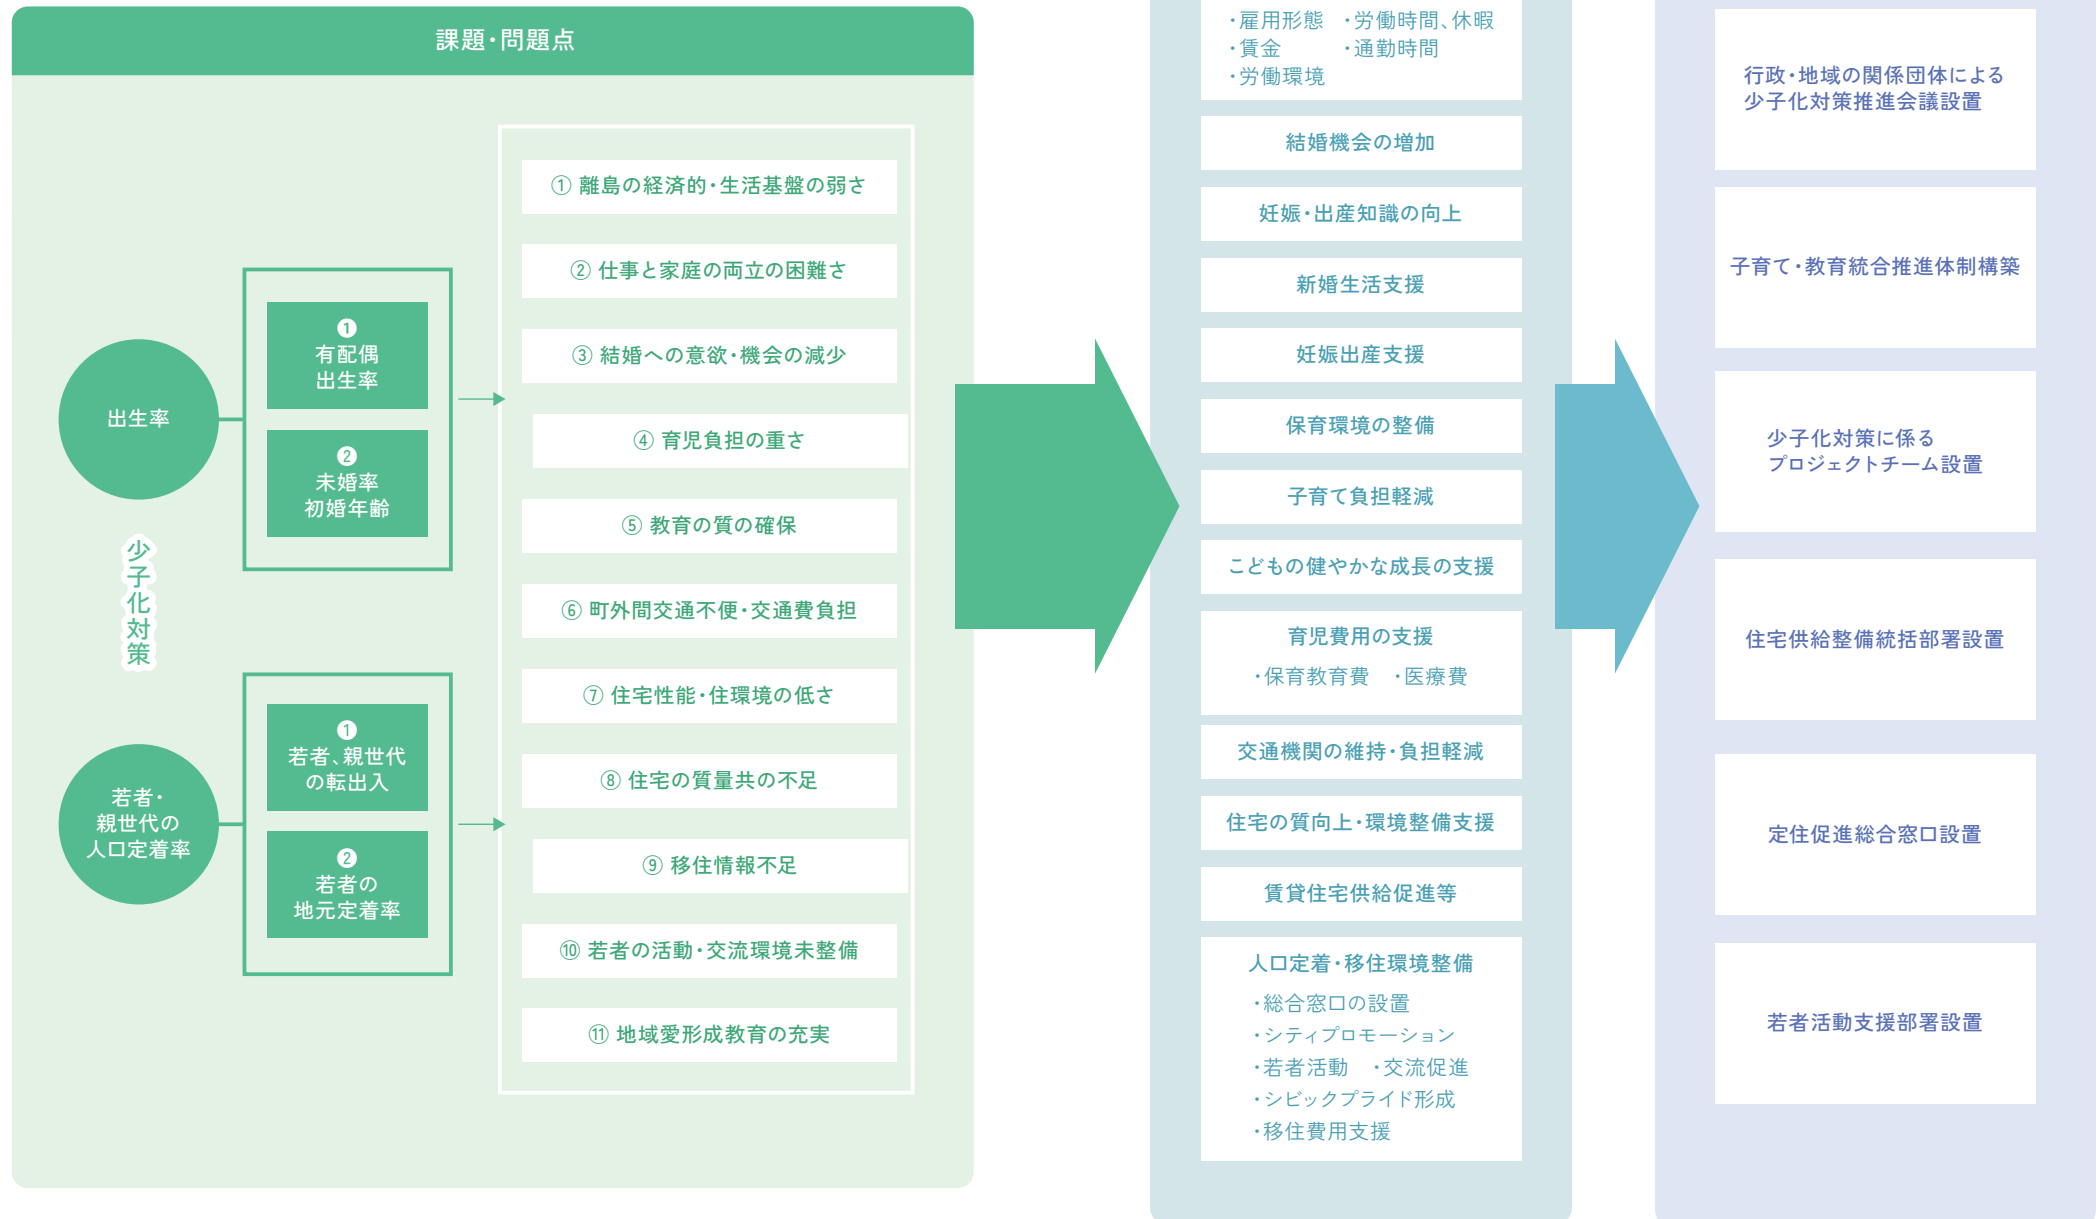 課題・問題点
出生率
❶
有配偶
出生率
❷
未婚率
初婚年齢
少子化対策
若者・
親世代の
人口定着率
❶
若者、親世代
の転出入
❷
若者の
地元定着率
① 離島の経済的・生活基盤の弱さ
② 仕事と家庭の両立の困難さ
③ 結婚への意欲・機会の減少
④ 育児負担の重さ
⑤ 教育の質の確保
⑥ 町外間交通不便・交通費負担
⑦ 住宅性能・住環境の低さ
⑧ 住宅の質量共の不足
⑨ 移住情報不足
⑩ 若者の活動・交流環境未整備
⑪ 地域愛形成教育の充実
・雇用形態 ・労働時間、休暇
・賃金 ・通勤時間
・労働環境
結婚機会の増加
妊娠・出産知識の向上
新婚生活支援
妊娠出産支援
保育環境の整備
子育て負担軽減
こどもの健やかな成長の支援
育児費用の支援
・保育教育費 ・医療費
交通機関の維持・負担軽減
住宅の質向上・環境整備支援
賃貸住宅供給促進等
人口定着・移住環境整備
・総合窓口の設置
・シティプロモーション
・若者活動 ・交流促進
・シビックプライド形成
・移住費用支援
行政・地域の関係団体による
少子化対策推進会議設置
子育て・教育統合推進体制構築
少子化対策に係る
プロジェクトチーム設置
住宅供給整備統括部署設置
定住促進総合窓口設置
若者活動支援部署設置